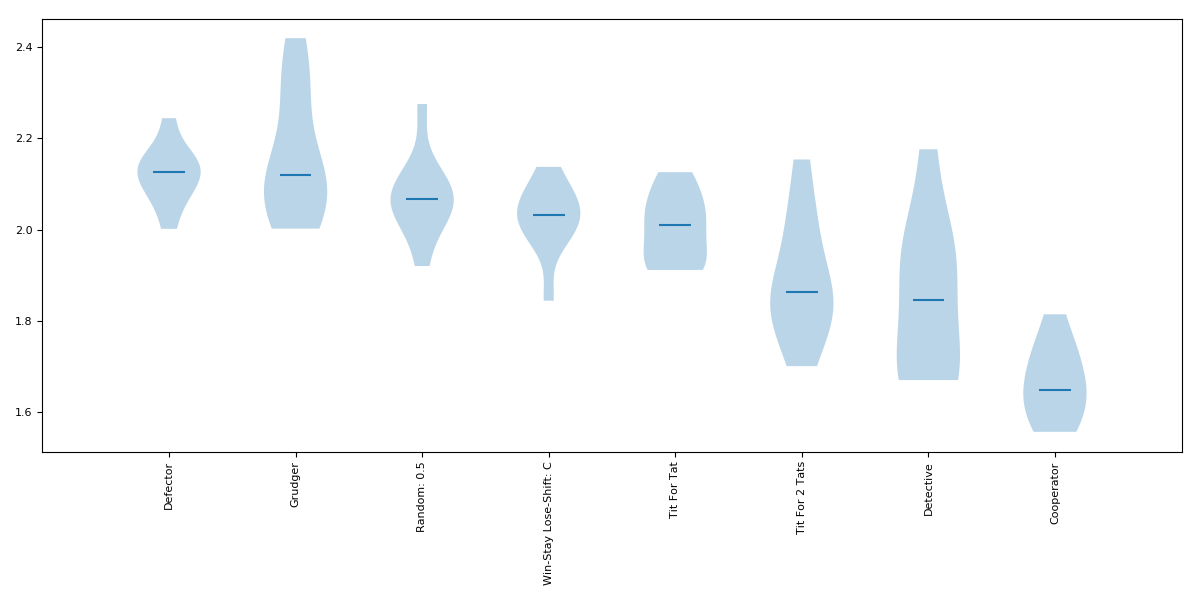 2.4
2.2
2.0
1.8
1.6
Defector
Grudger
Random: 0.5
Win-Stay Lose-Shift: C
Tit For Tat
Tit For 2 Tats
Detective
Cooperator